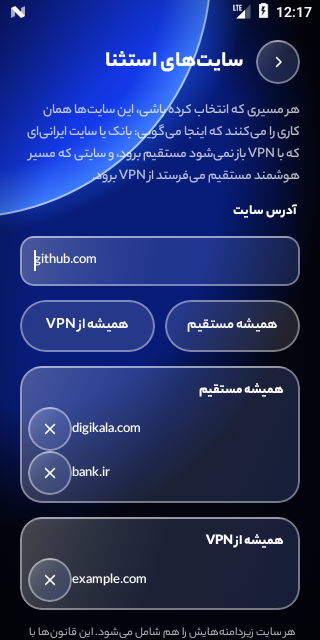 12:17
LTE
سایت‌های استثنا
هر مسیری که انتخاب کرده باشی، این سایت‌ها همان
کاری را می‌کنند که اینجا می‌گویی: بانک یا سایت ایرانی‌ای
که با VPN باز نمی‌شود مستقیم برود، و سایتی که مسیر
هوشمند مستقیم می‌فرستد از VPN برود.
آدرس سایت
github.com
همیشه مستقیم
همیشه از VPN
همیشه مستقیم
digikala.com
bank.ir
همیشه از VPN
example.com
هر سایت زیردامنه‌هایش را هم شامل می‌شود. این قانون‌ها با